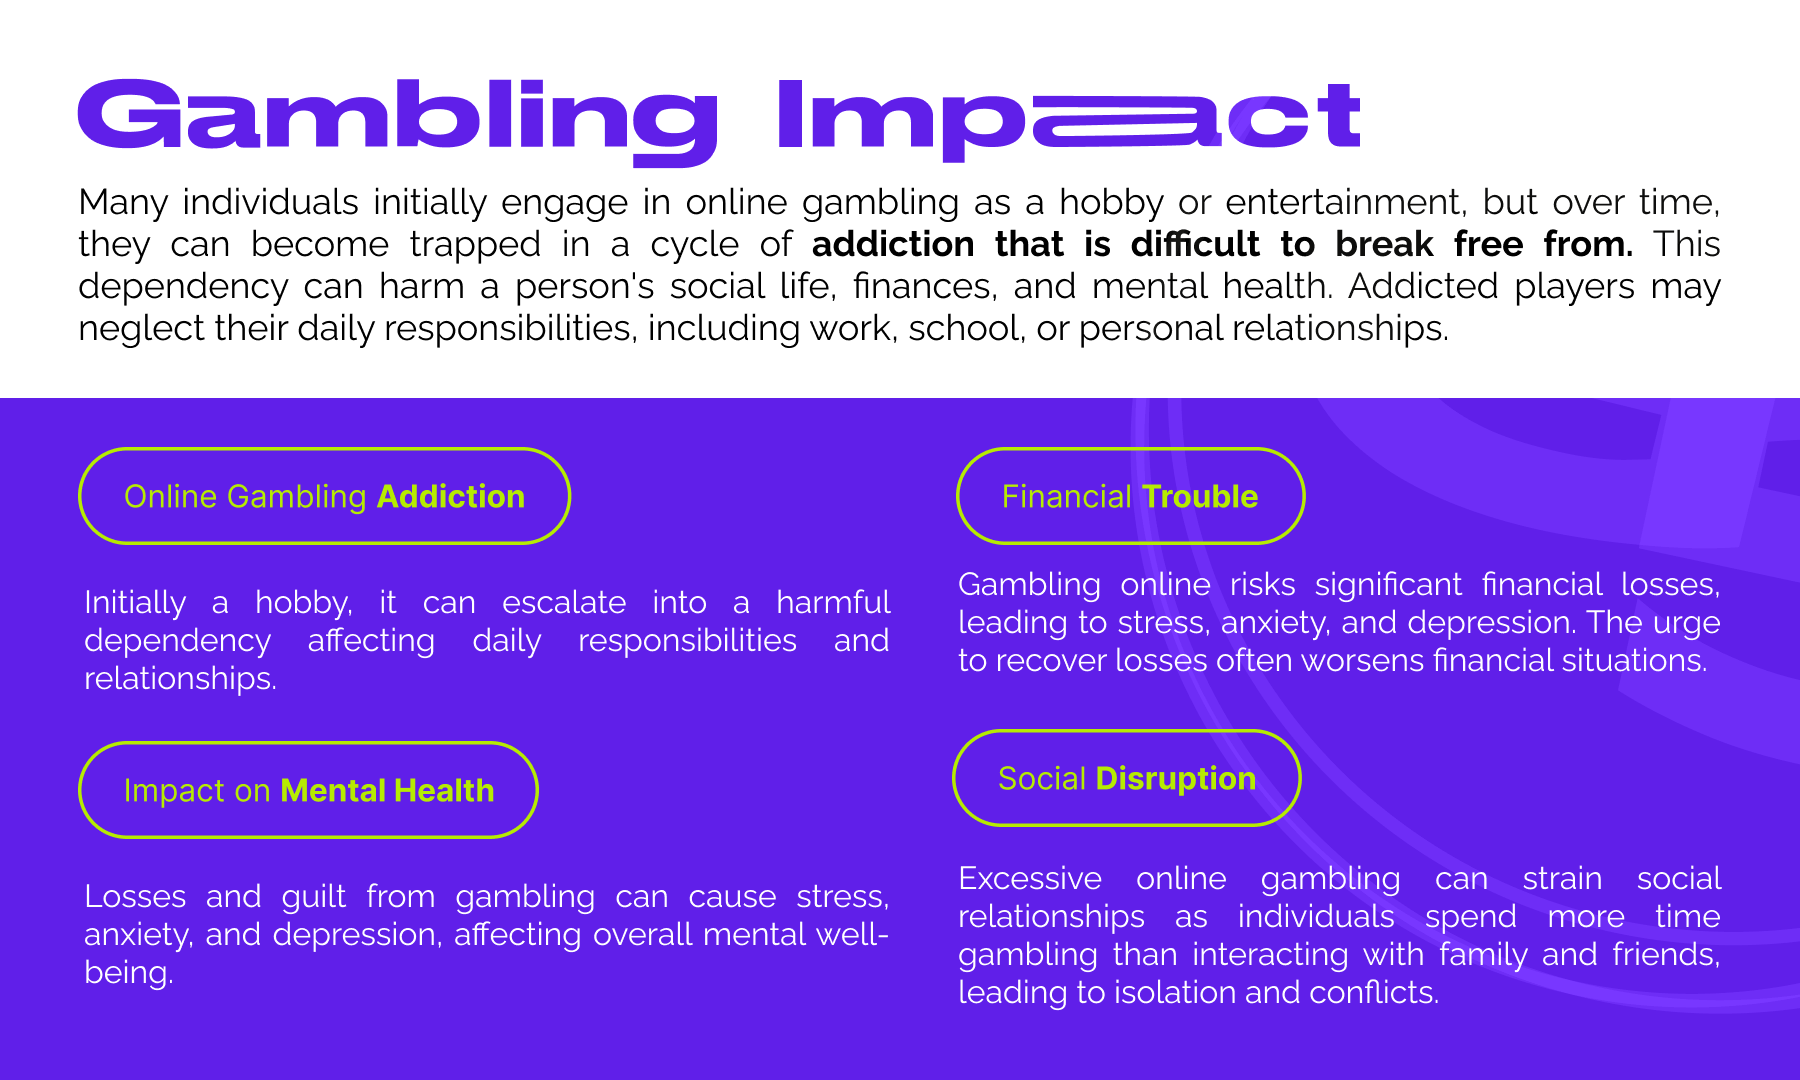 Gambling Impact
Many individuals initially engage in online gambling as a hobby or entertainment, but over time,
they can become trapped in a cycle of addiction that is difficult to break free from. This
dependency can harm a person's social life, finances, and mental health. Addicted players may
neglect their daily responsibilities, including work, school, or personal relationships.
Online Gambling Addiction
Initially a hobby, it can escalate into a harmful
dependency affecting daily responsibilities and
relationships.
Financial Trouble
Gambling online risks significant financial losses,
leading to stress, anxiety, and depression. The urge
to recover losses often worsens financial situations.
Impact on Mental Health
Losses and guilt from gambling can cause stress,
anxiety, and depression, affecting overall mental well-
being.
Social Disruption
Excessive online gambling can strain social
relationships as individuals spend more time
gambling than interacting with family and friends,
leading to isolation and conflicts.